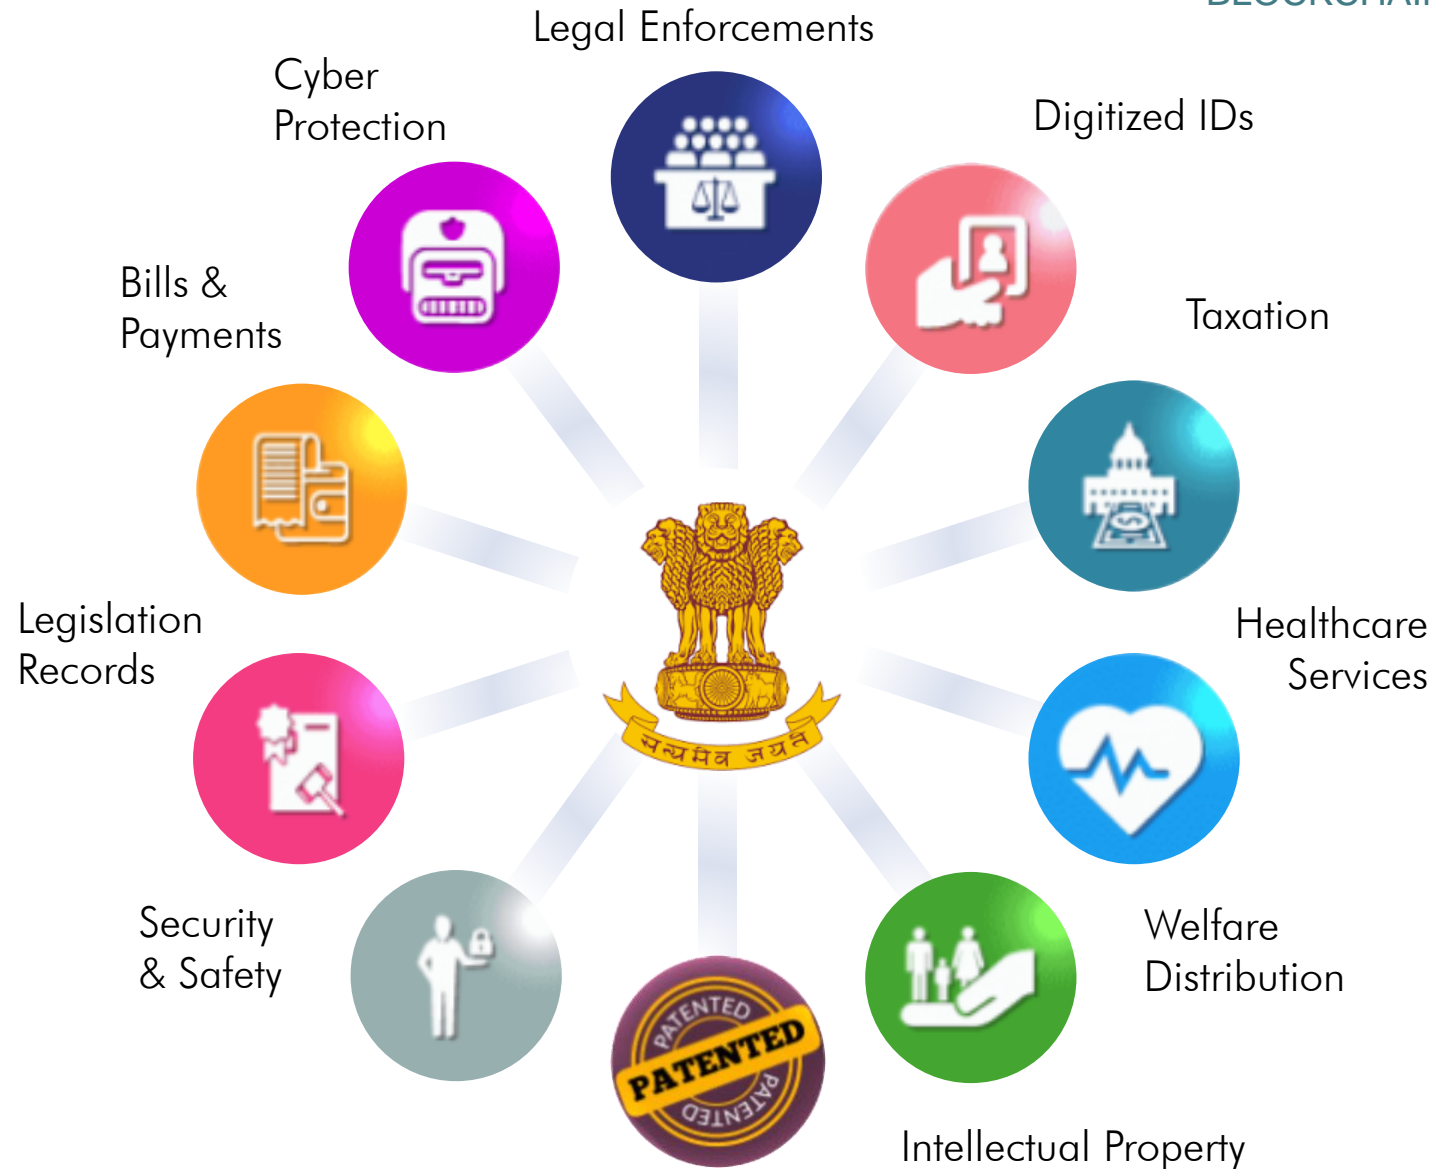 Legal Enforcements
Cyber
Protection
Digitized IDs
Bills &
Payments
Taxation
सत्यमेव जयते
Legislation
Records
Healthcare
Services
Security
& Safety
Welfare
Distribution
PATENTED
PATENTED
PATENTED
Intellectual Property